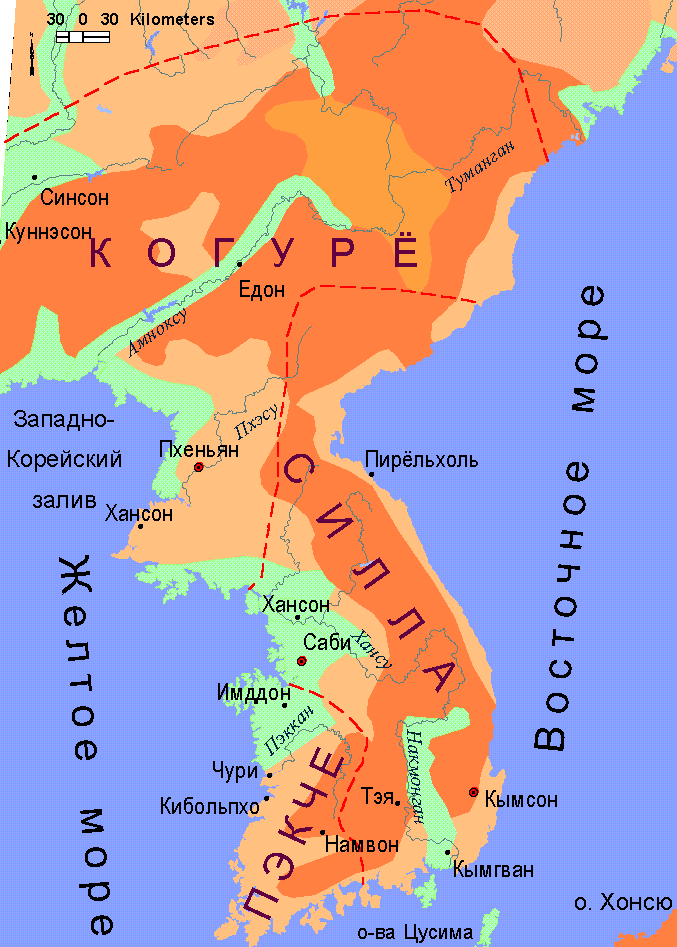 30 0 30 Kilometers
N
Туманган
Синсон
Куннэсон
КОГУРЁ
Едон
Амноксу
Западно-
Корейский
залив
Пхэсу
Пхеньян
Хансон
СИЛЛА
Пирёльхоль
Восточное море
Желтое море
Хансон
Саби
Хансу
Имддон
Пэккан
Чури
Кибольпхо
ПЭКЧЕ
Тэя
Накмонган
Кымсон
Намвон
Кымгван
о. Хонсю
о-ва Цусима